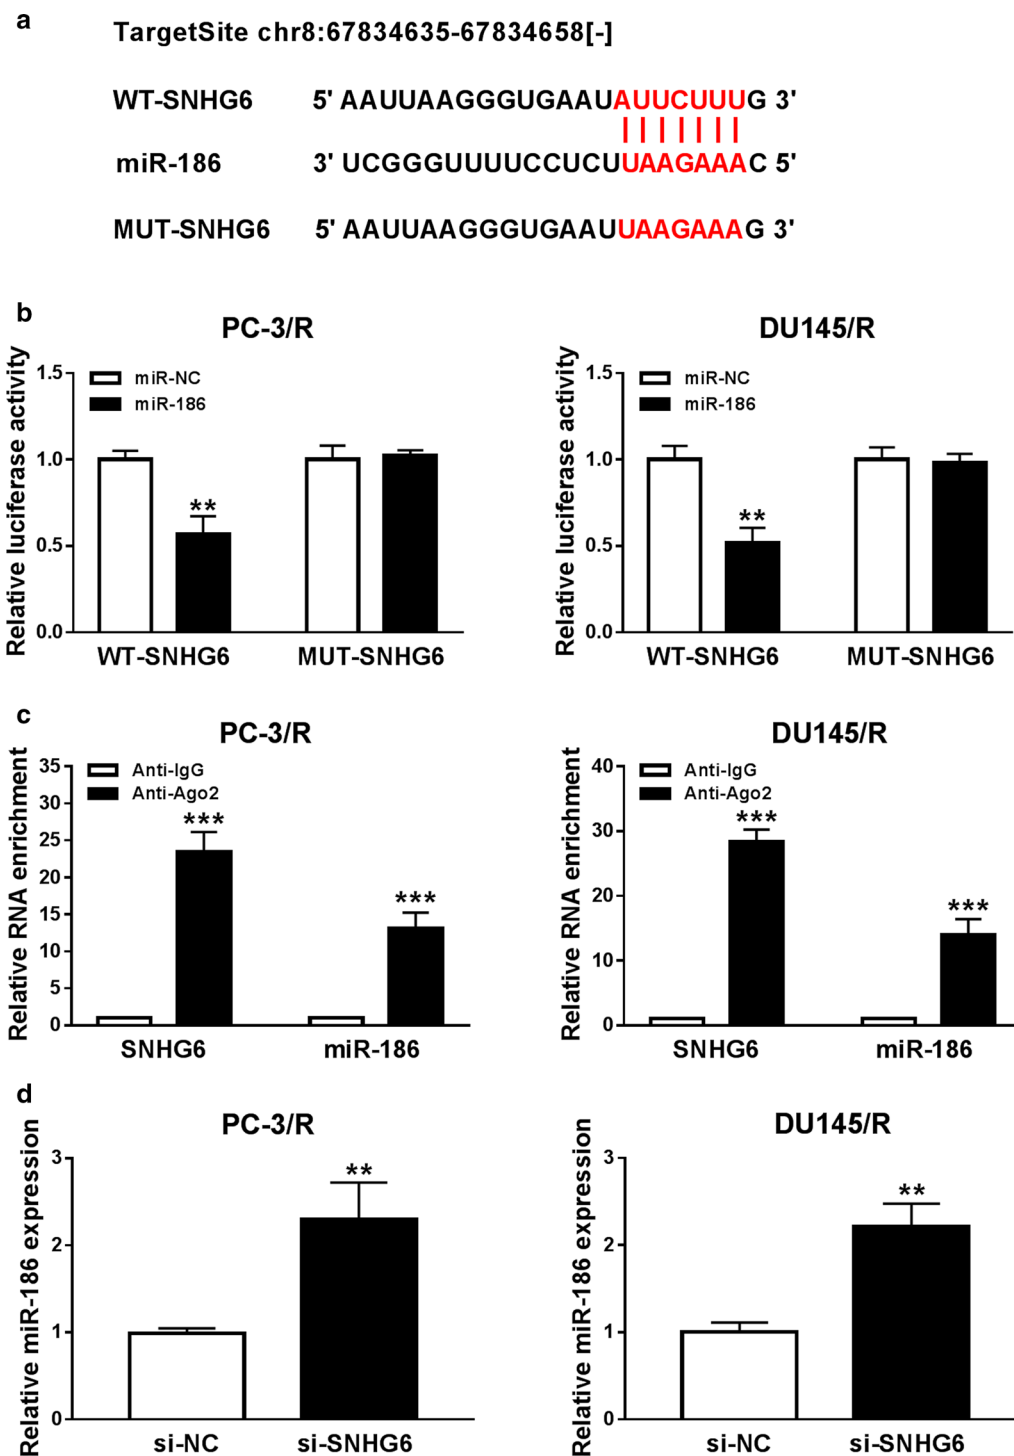 a
TargetSite chr8:67834635-67834658[-]
WT-SNHG6 5' AAUUAAGGGUGAAUAUUCUUUG 3'
miR-186 3' UCGGGUUUUCCUCUUAAGAAAC 5'
MUT-SNHG6 5' AAUUAAGGGUGAAUUAAGAAAG 3'
b
PC-3/R
Relative luciferase activity
1.5
1.0
0.5
0.0
miR-NC
miR-186
**
WT-SNHG6 MUT-SNHG6
DU145/R
Relative luciferase activity
1.5
1.0
0.5
0.0
miR-NC
miR-186
**
WT-SNHG6 MUT-SNHG6
c
PC-3/R
Relative RNA enrichment
35
30
25
20
15
10
5
0
Anti-IgG
Anti-Ago2
***
***
SNHG6 miR-186
DU145/R
Relative RNA enrichment
40
30
20
10
0
Anti-IgG
Anti-Ago2
***
***
SNHG6 miR-186
d
PC-3/R
Relative miR-186 expression
3
2
1
0
**
si-NC si-SNHG6
DU145/R
Relative miR-186 expression
3
2
1
0
**
si-NC si-SNHG6